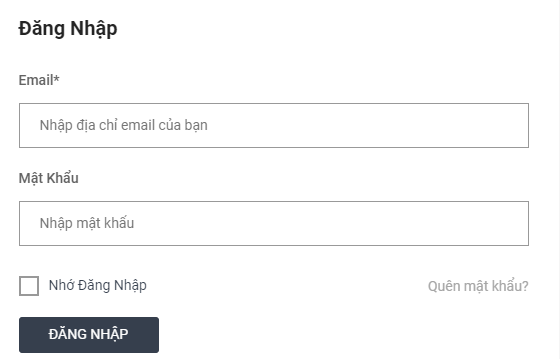 Đăng Nhập
Email*
Nhập địa chỉ email của bạn
Mật Khẩu
Nhập mật khẩu
Nhớ Đăng Nhập Quên mật khẩu?
ĐĂNG NHẬP